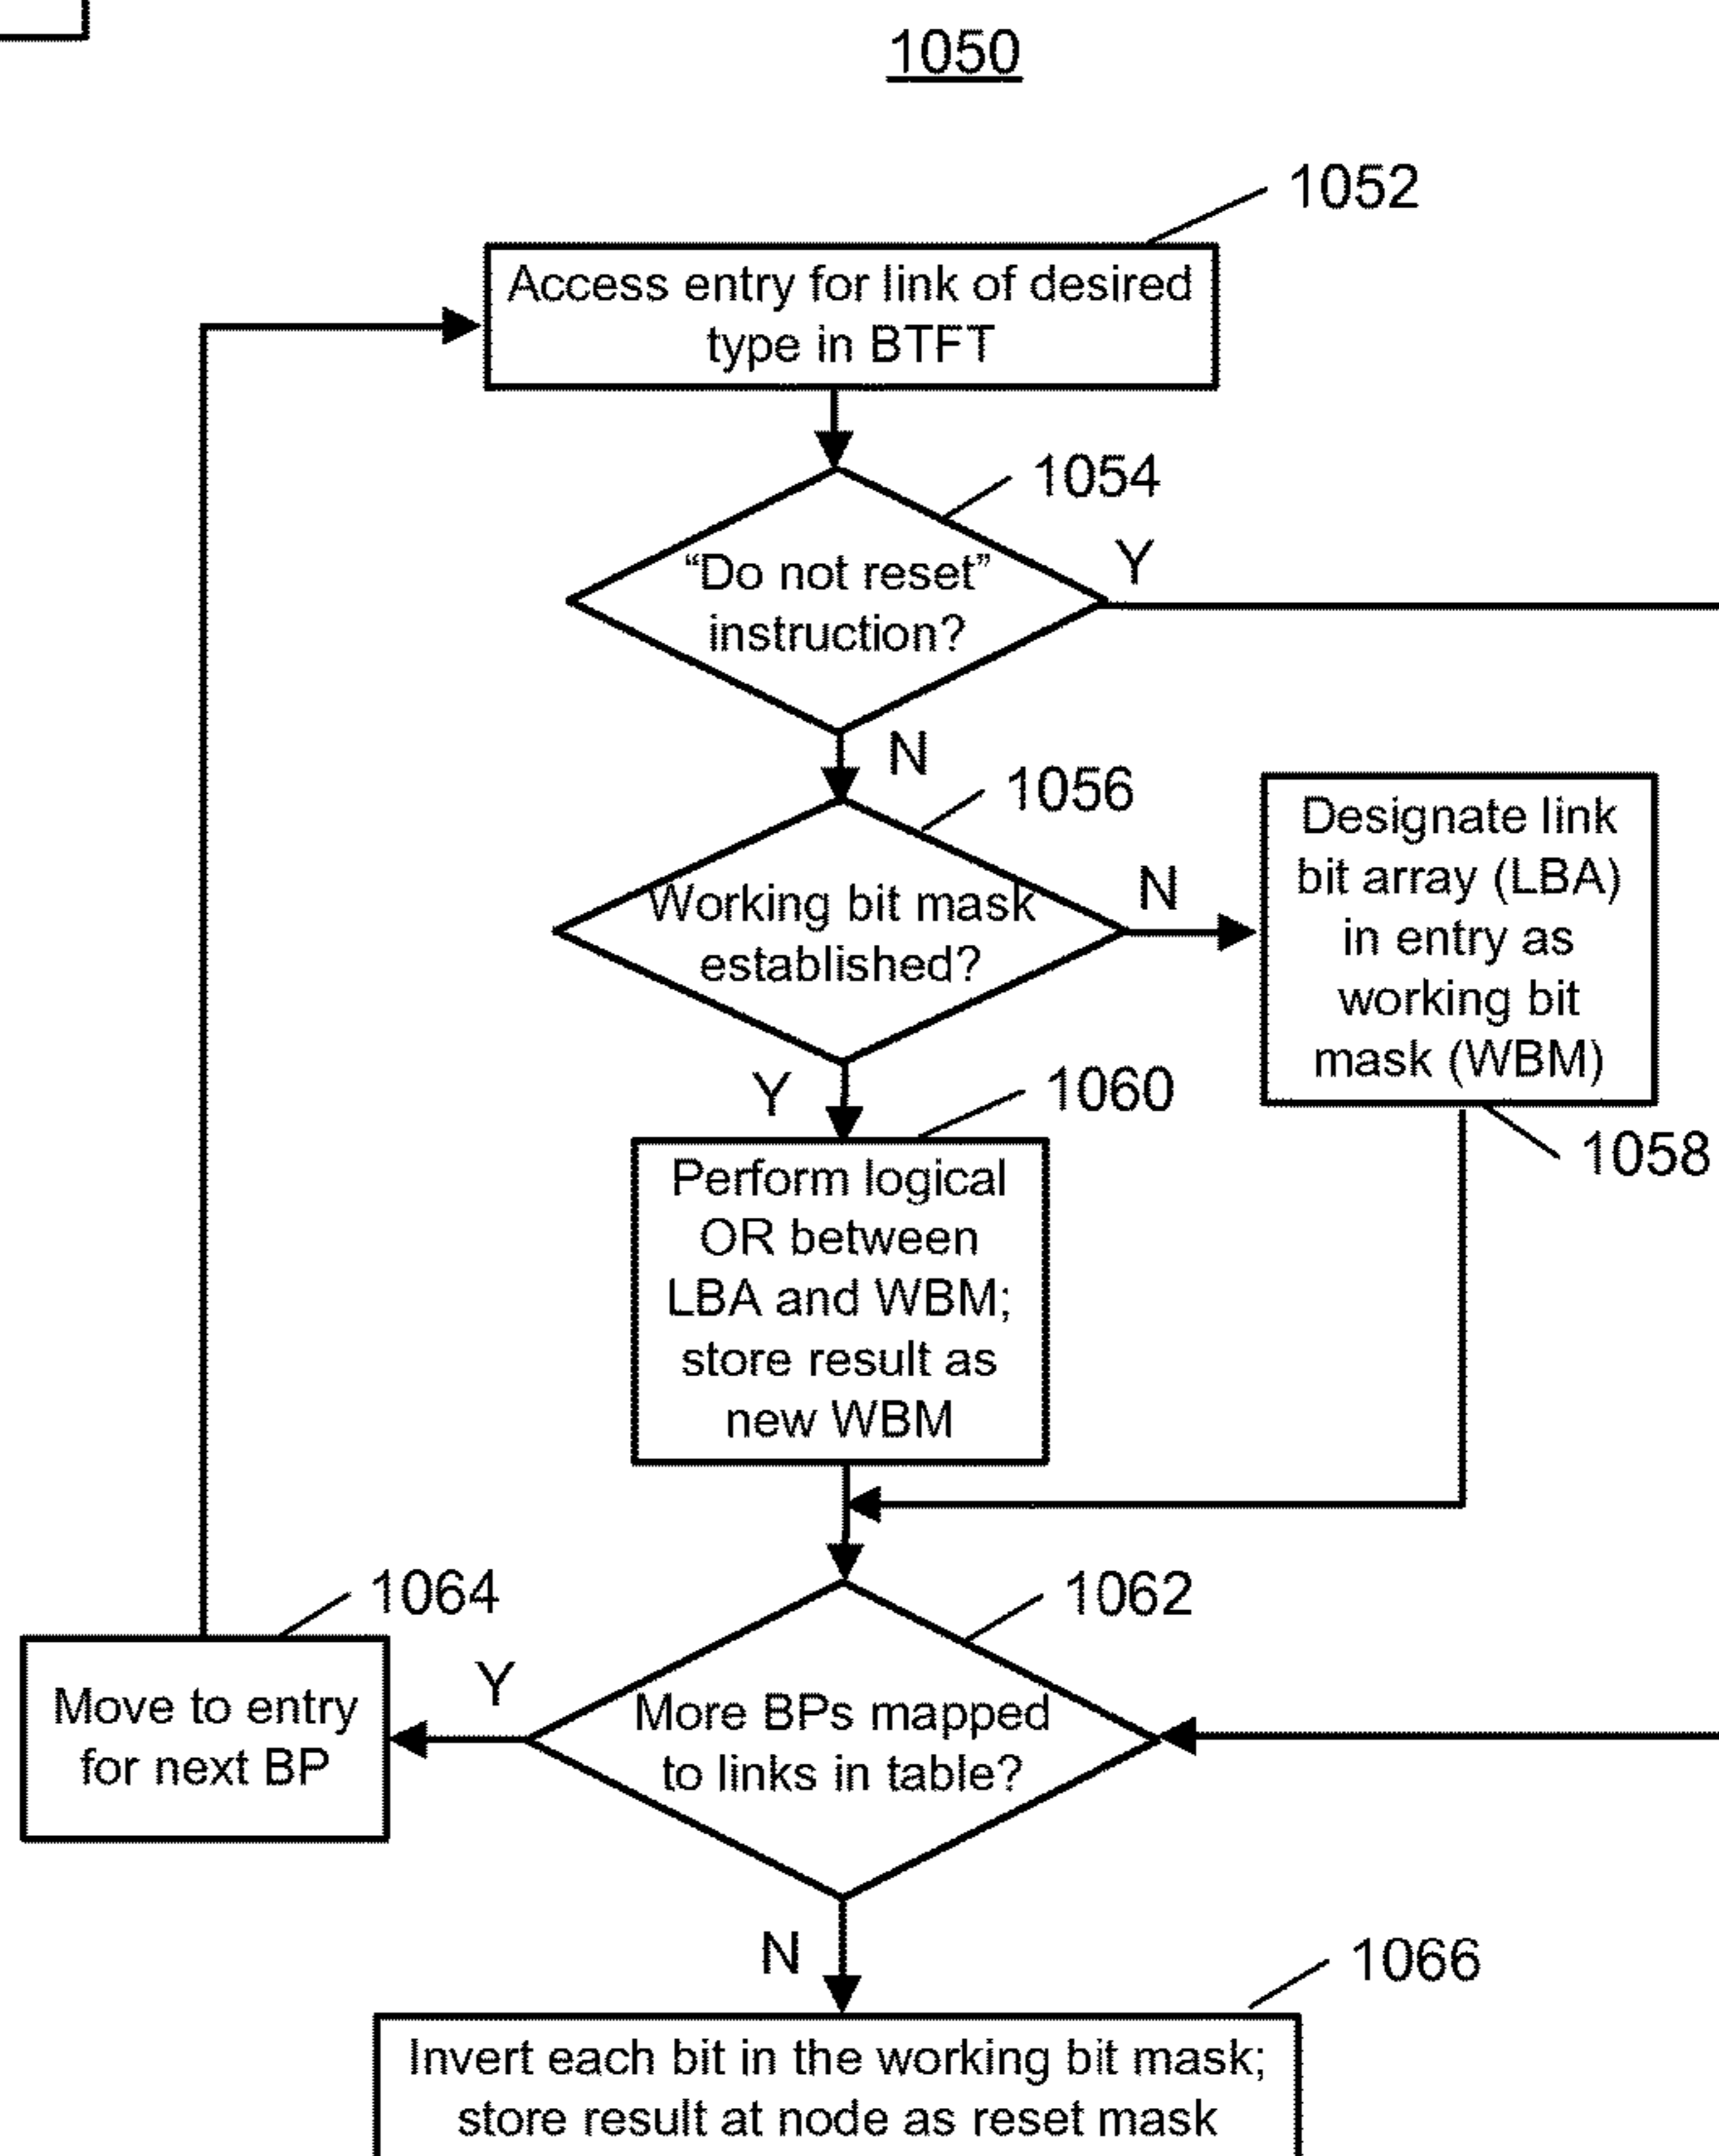 1050
1052
Access entry for link of desired
type in BTFT
1054
“Do not reset”
instruction?
Y
N
1056
Working bit mask
established?
N
Designate link
bit array (LBA)
in entry as
working bit
mask (WBM)
1058
Y
1060
Perform logical
OR between
LBA and WBM;
store result as
new WBM
1062
More BPs mapped
to links in table?
Y
1064
Move to entry
for next BP
N
1066
Invert each bit in the working bit mask;
store result at node as reset mask